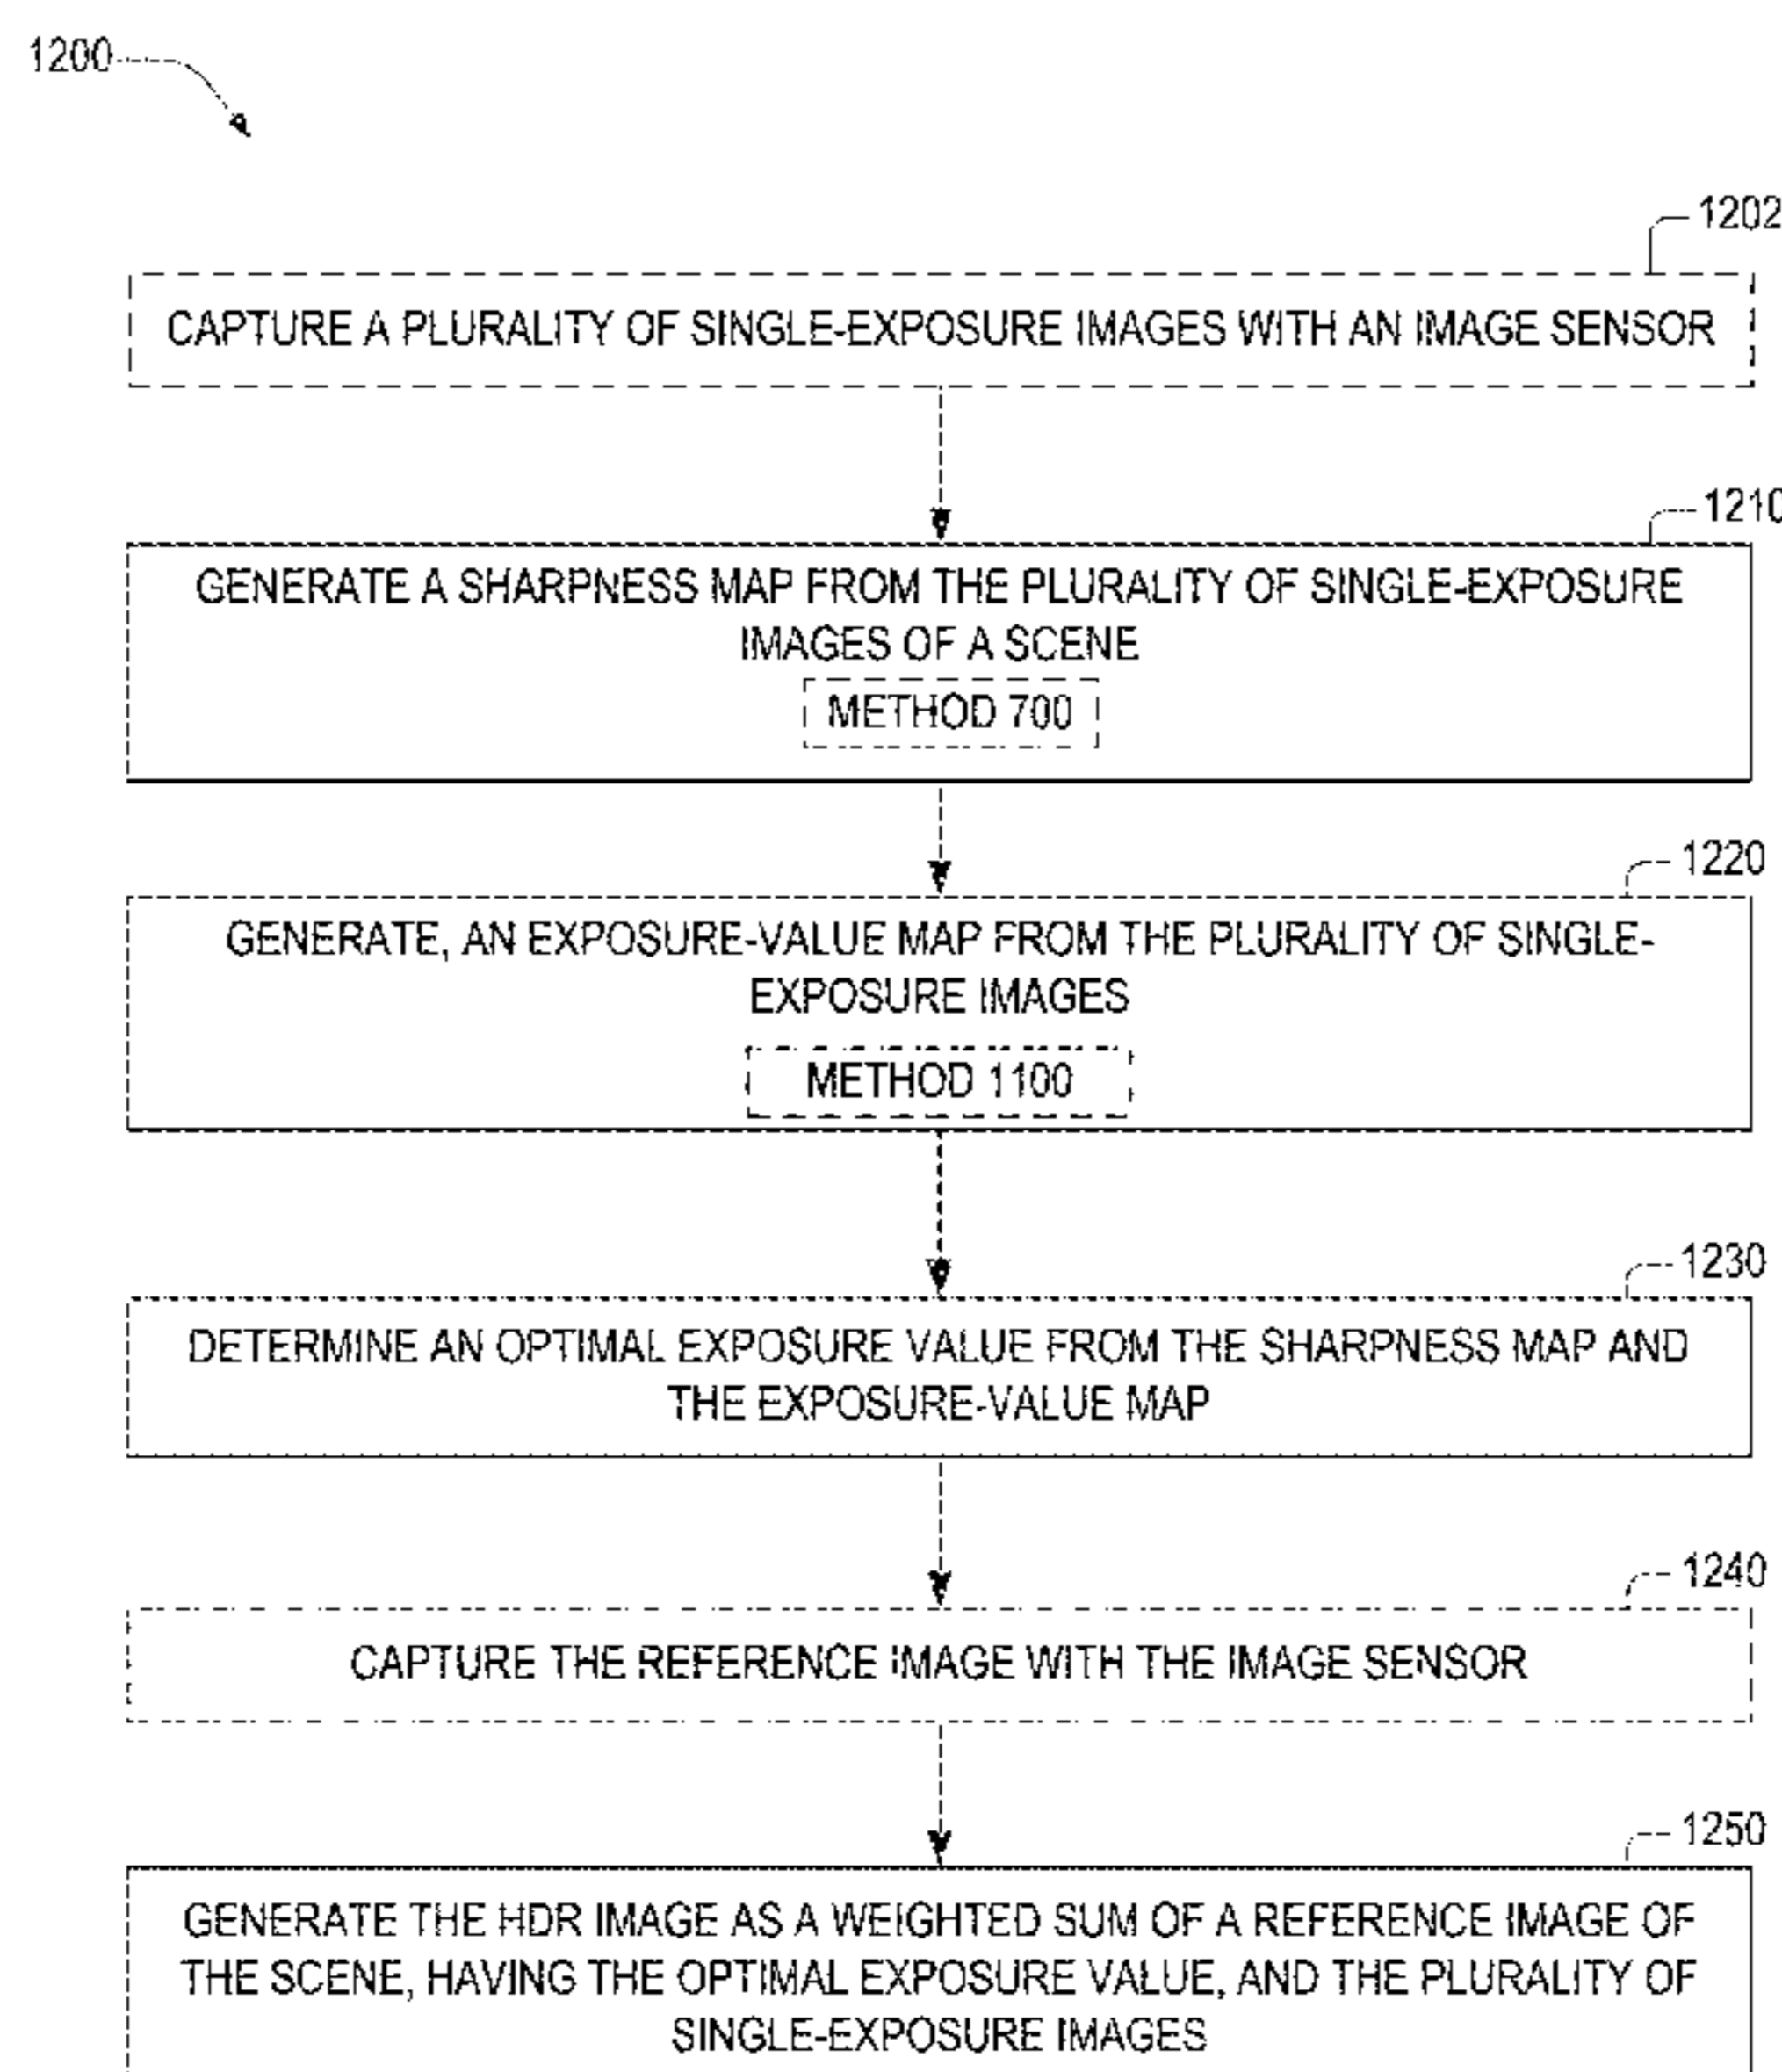 1200
1202
CAPTURE A PLURALITY OF SINGLE-EXPOSURE IMAGES WITH AN IMAGE SENSOR
1210
GENERATE A SHARPNESS MAP FROM THE PLURALITY OF SINGLE-EXPOSURE
IMAGES OF A SCENE
METHOD 700
1220
GENERATE, AN EXPOSURE-VALUE MAP FROM THE PLURALITY OF SINGLE-
EXPOSURE IMAGES
METHOD 1100
1230
DETERMINE AN OPTIMAL EXPOSURE VALUE FROM THE SHARPNESS MAP AND
THE EXPOSURE-VALUE MAP
1240
CAPTURE THE REFERENCE IMAGE WITH THE IMAGE SENSOR
1250
GENERATE THE HDR IMAGE AS A WEIGHTED SUM OF A REFERENCE IMAGE OF
THE SCENE, HAVING THE OPTIMAL EXPOSURE VALUE, AND THE PLURALITY OF
SINGLE-EXPOSURE IMAGES